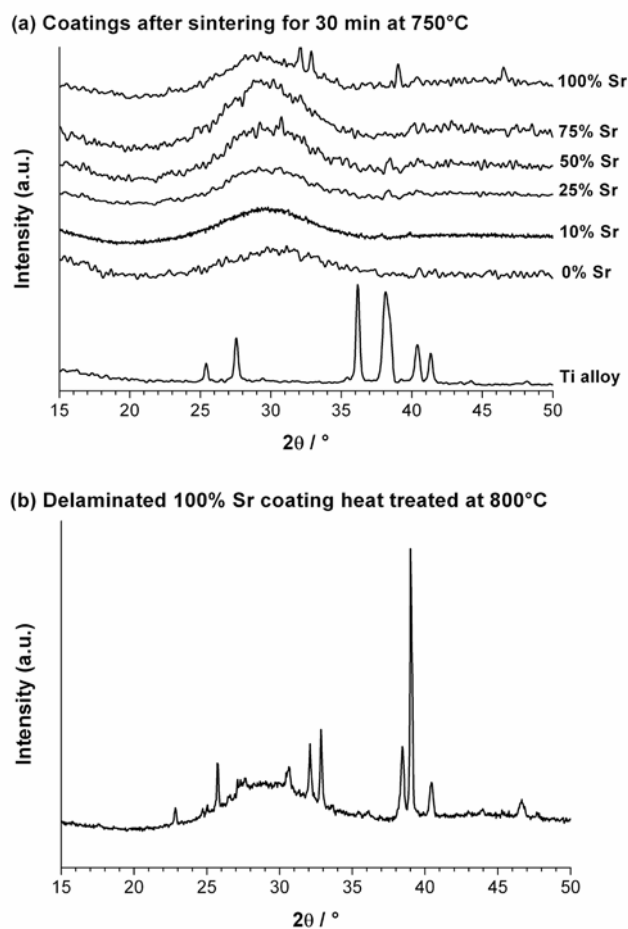 (a) Coatings after sintering for 30 min at 750°C
Intensity (a.u.)
100% Sr
75% Sr
50% Sr
25% Sr
10% Sr
0% Sr
Ti alloy
15 20 25 30 35 40 45 50
2θ / °
(b) Delaminated 100% Sr coating heat treated at 800°C
Intensity (a.u.)
15 20 25 30 35 40 45 50
2θ / °